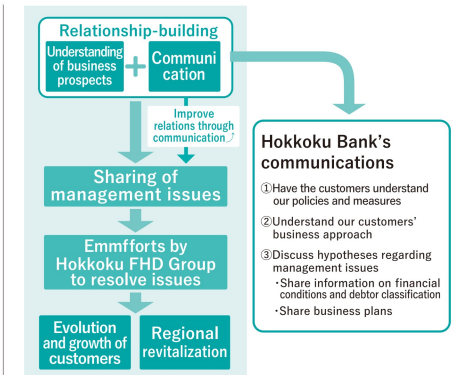 Relationship-building
Understanding
of business
prospects
+
Communi
cation
Improve
relations through
communication
Sharing of
management issues
Emmfforts by
Hokkoku FHD Group
to resolve issues
Evolution
and growth of
customers
Regional
revitalization
Hokkoku Bank's
communications
①Have the customers understand
our policies and measures
②Understand our customers'
business approach
③Discuss hypotheses regarding
management issues
・Share information on financial
conditions and debtor classification
・Share business plans